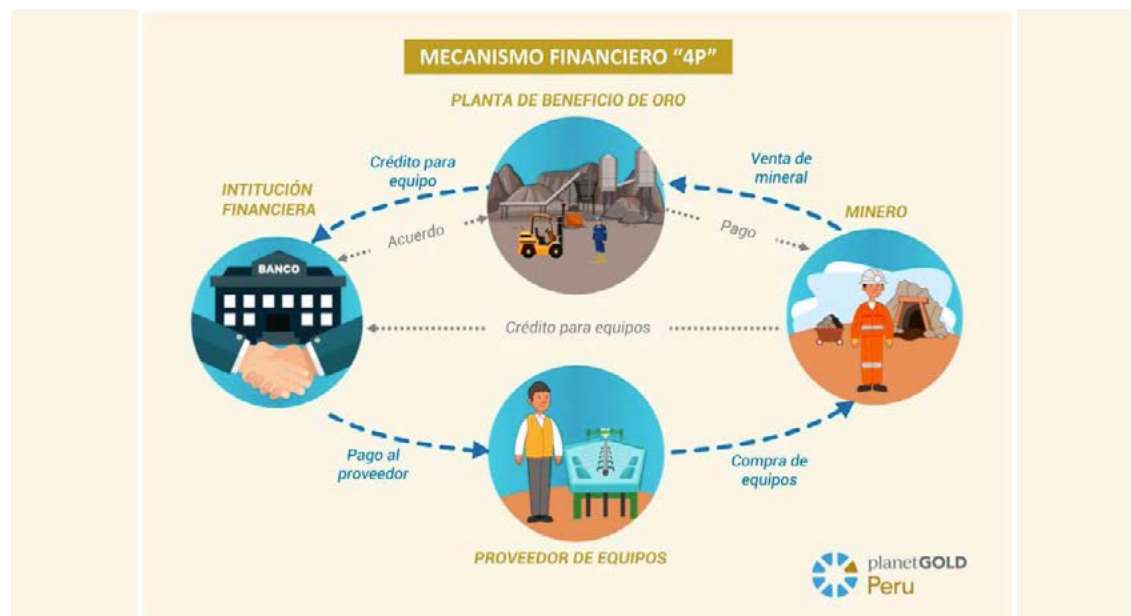 MECANISMO FINANCIERO “4P”
PLANTA DE BENEFICIO DE ORO
Crédito para
equipo
Venta de
mineral
INTITUCIÓN
FINANCIERA
MINERO
Acuerdo
Pago
BANCO
Crédito para equipos
Pago al
proveedor
Compra de
equipos
PROVEEDOR DE EQUIPOS
planetGOLD
Peru